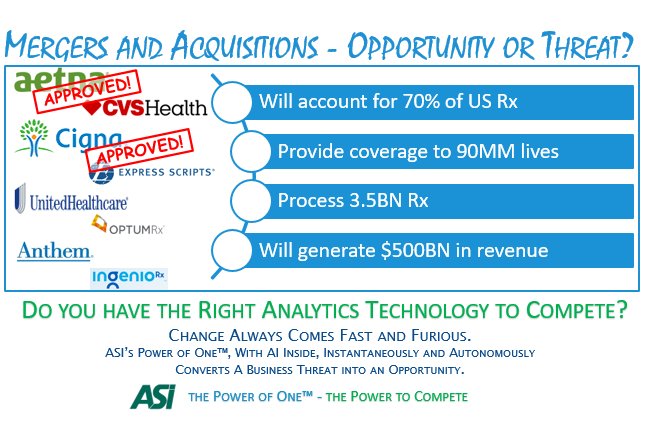 MERGERS AND ACQUISITIONS - OPPORTUNITY OR THREAT?
aetna
APPROVED!
CVSHealth
Will account for 70% of US Rx
Cigna
APPROVED!
EXPRESS SCRIPTS®
Provide coverage to 90MM lives
UnitedHealthcare®
OPTUMRx®
Process 3.5BN Rx
Anthem®
ingenioRx
Will generate $500BN in revenue
DO YOU HAVE THE RIGHT ANALYTICS TECHNOLOGY TO COMPETE?
CHANGE ALWAYS COMES FAST AND FURIOUS.
ASI'S POWER OF ONE™, WITH AI INSIDE, INSTANTANEOUSLY AND AUTONOMOUSLY
CONVERTS A BUSINESS THREAT INTO AN OPPORTUNITY.
ASi THE POWER OF ONE™ - THE POWER TO COMPETE